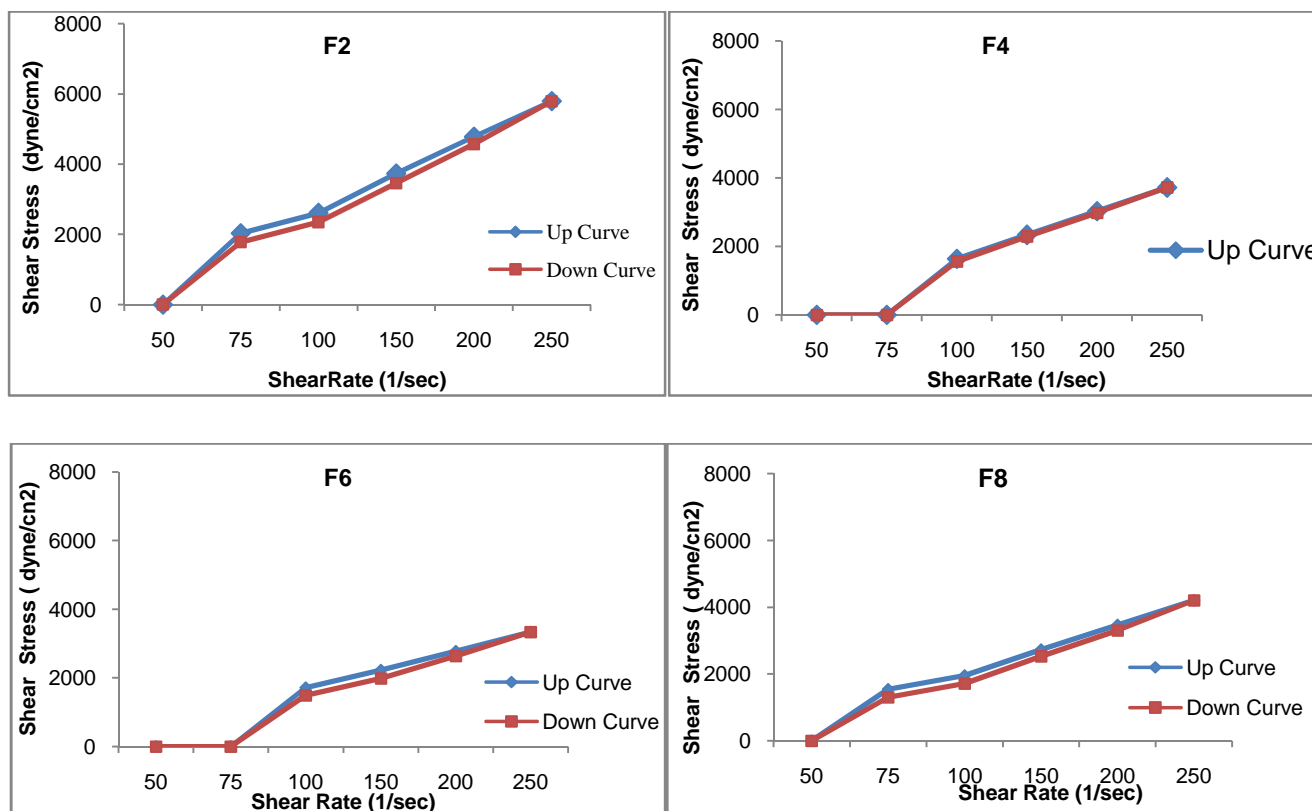 F2
Shear Stress (dyne/cm2)
8000
6000
4000
2000
0
50 75 100 150 200 250
ShearRate (1/sec)
Up Curve
Down Curve
F4
Shear Stress ( dyne/cn2)
8000
6000
4000
2000
0
50 75 100 150 200 250
ShearRate (1/sec)
Up Curve
F6
Shear Stress ( dyne/cn2)
8000
6000
4000
2000
0
50 75 100 150 200 250
Shear Rate (1/sec)
Up Curve
Down Curve
F8
Shear Stress ( dyne/cn2)
8000
6000
4000
2000
0
50 75 100 150 200 250
Shear Rate (1/sec)
Up Curve
Down Curve